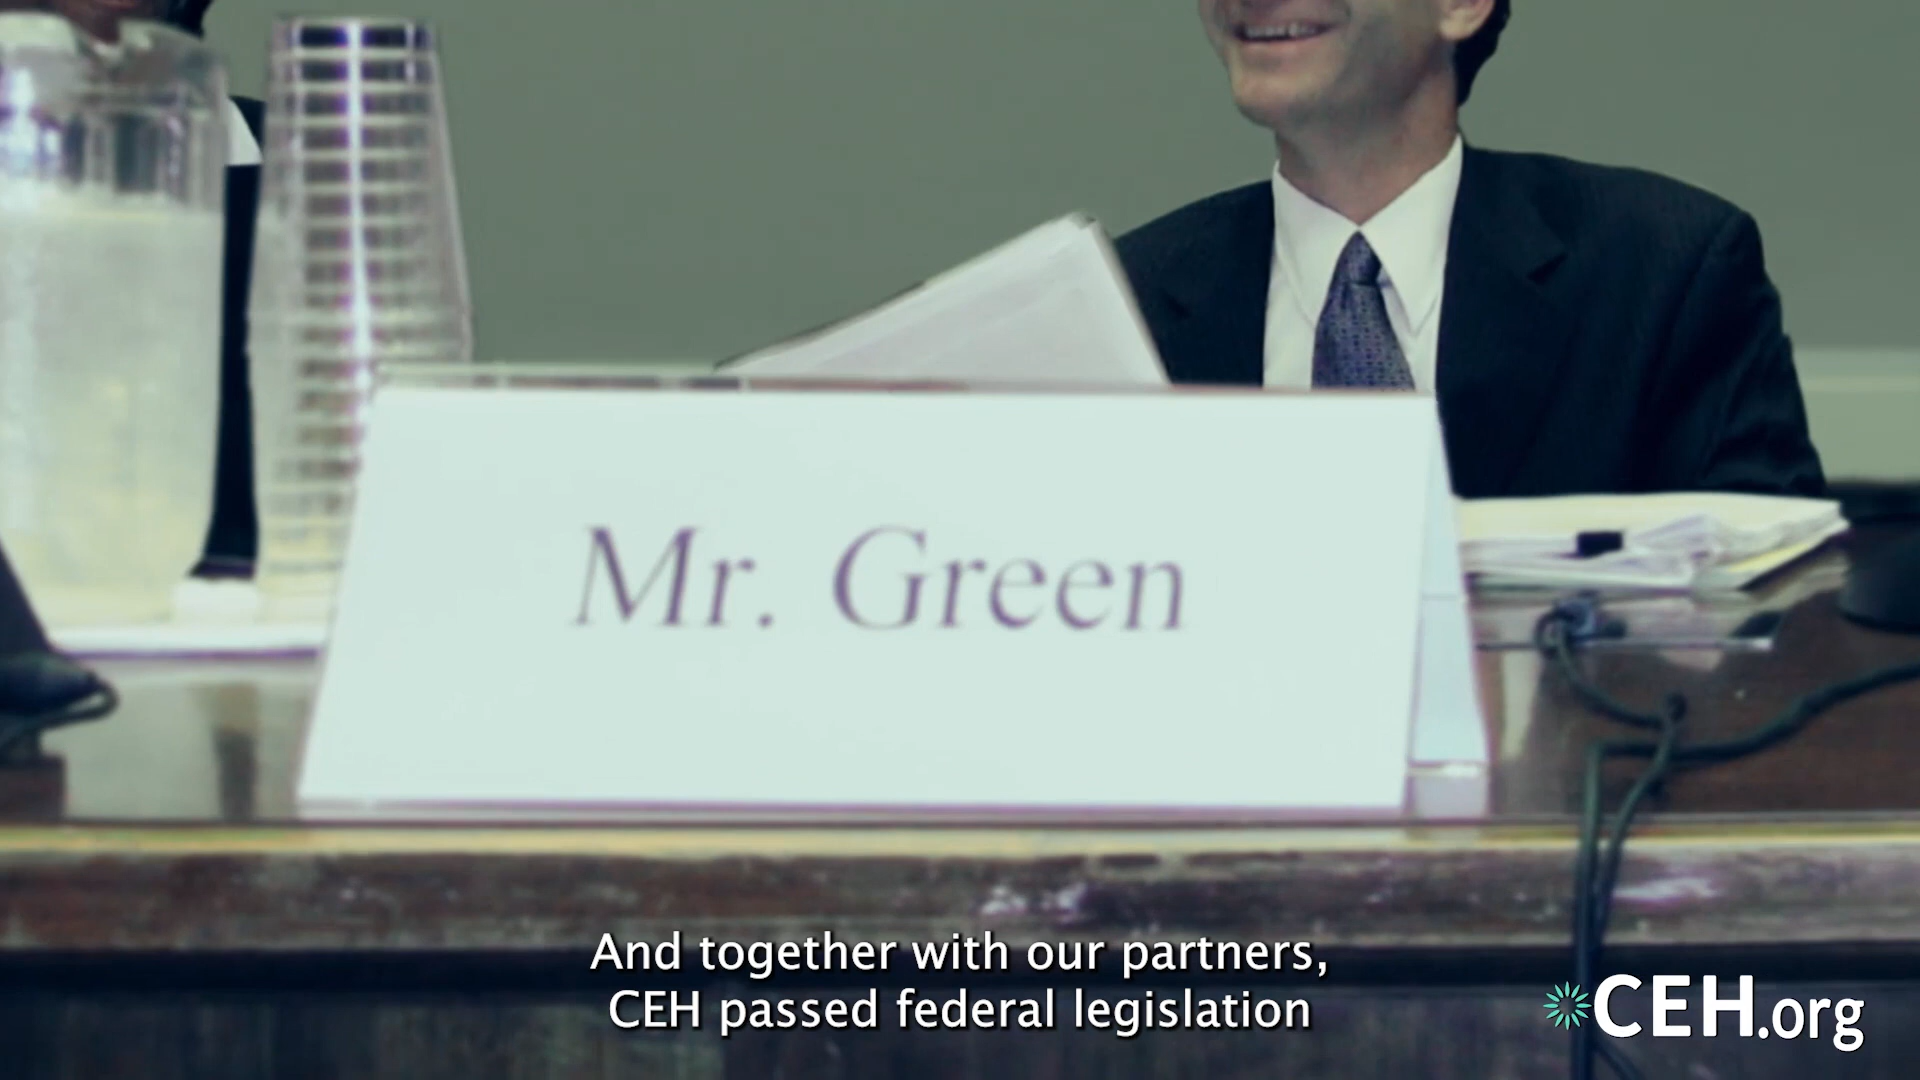 Mr. Green
And together with our partners,
CEH passed federal legislation
CEH.org